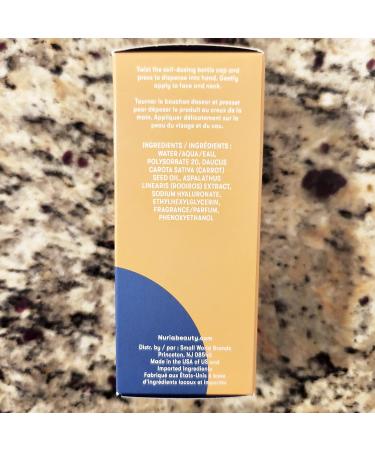 Twist the self-dosing bottle cap and
press to dispense into hand. Gently
apply to face and neck.
Tourner le bouchon doseur et presser
pour déposer le produit au creux de la
main. Appliquer délicatement sur la
peau du visage et du cou.
INGREDIENTS / INGRÉDIENTS :
WATER/AQUA/EAU,
POLYSORBATE 20, DAUCUS
CAROTA SATIVA (CARROT)
SEED OIL, ASPALATHUS
LINEARIS (ROOIBOS) EXTRACT,
SODIUM HYALURONATE,
ETHYLHEXYLGLYCERIN,
FRAGRANCE/PARFUM,
PHENOXYETHANOL
Nuriabeauty.com
Distr. by / par : Small World Brands
Princeton, NJ 08540
Made in the USA of US and
Imported Ingredients
Fabriqué aux États-Unis à base
d'ingrédients locaux et importés